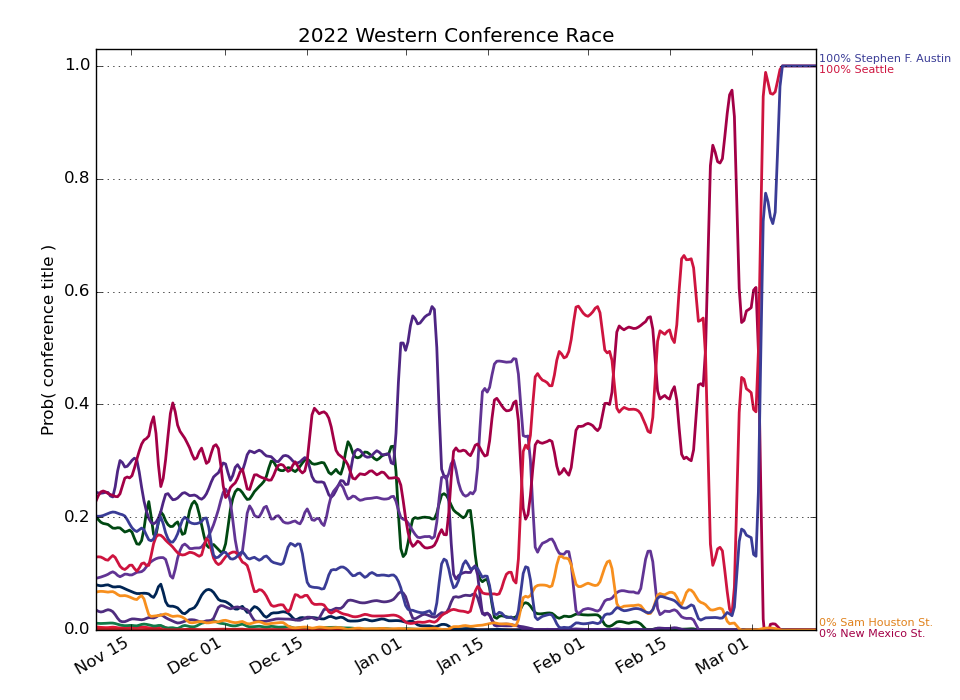 2022 Western Conference Race
Prob( conference title )
1.0
0.8
0.6
0.4
0.2
0.0
Nov 15
Dec 01
Dec 15
Jan 01
Jan 15
Feb 01
Feb 15
Mar 01
100% Stephen F. Austin
100% Seattle
0% Sam Houston St.
0% New Mexico St.